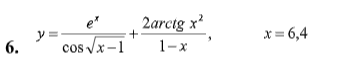 6. y = e^x / cos √(x−1) + 2arctg x² / (1−x), x = 6,4